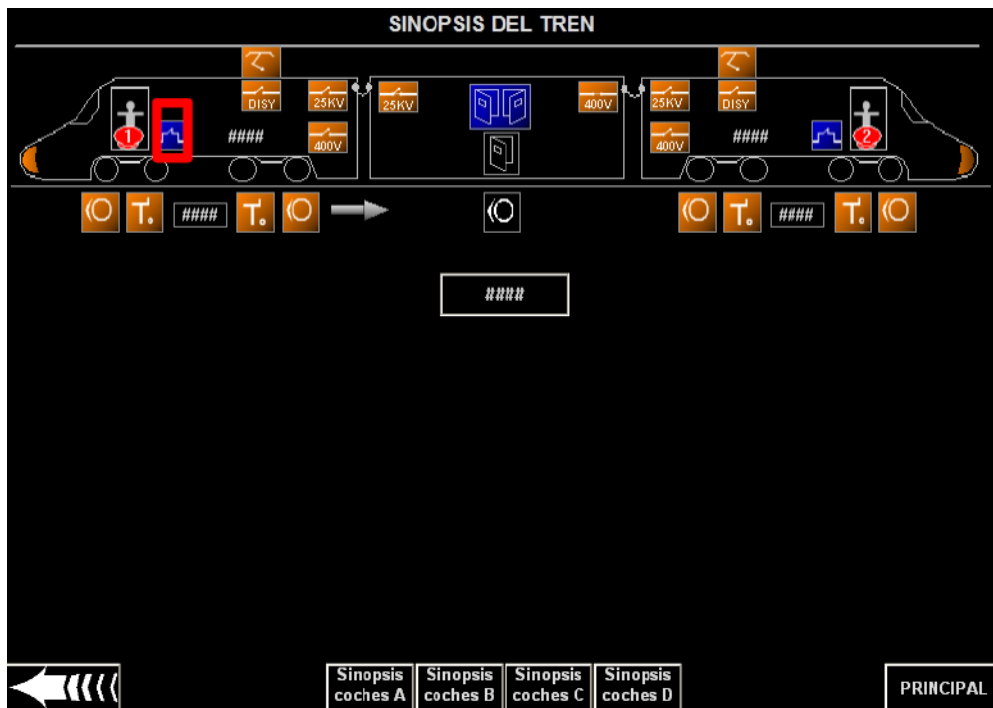 SINOPSIS DEL TREN
DISY 25KV 25KV 400V 25KV DISY
1 #### 400V 400V #### 2
#### ####
####
Sinopsis coches A
Sinopsis coches B
Sinopsis coches C
Sinopsis coches D
PRINCIPAL